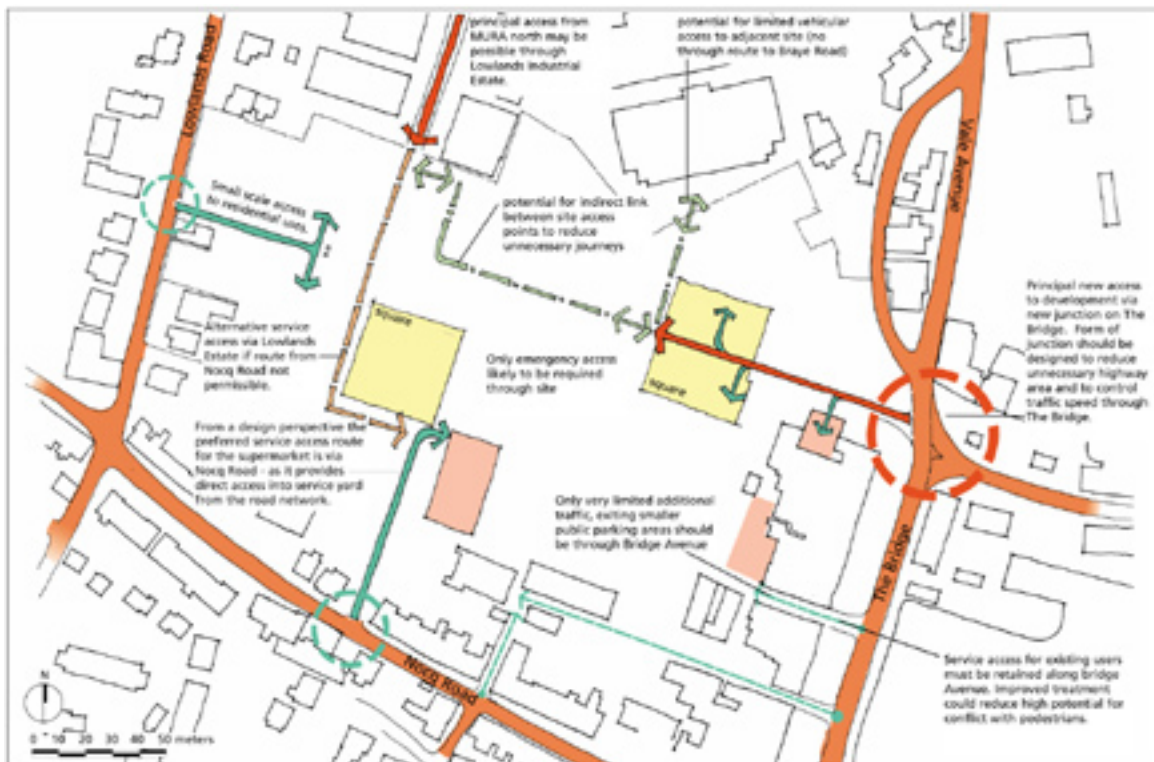 principal access from
MURA north may be
possible through
Lowlands Industrial
Estate.
potential for limited vehicular
access to adjacent site (no
through route to Braye Road)
Lowlands Road
Vale Avenue
Small scale access
to residential uses.
potential for indirect link
between site access
points to reduce
unnecessary journeys
Principal new access
to development via
new junction on The
Bridge. Form of
junction should be
designed to reduce
unnecessary highway
area and to control
traffic speed through
The Bridge.
square
Alternative service
access via Lowlands
Estate if route from
Nocq Road not
permissible.
Only emergency access
likely to be required
through site
square
From a design perspective the
preferred service access route
for the supermarket is via
Nocq Road - as it provides
direct access into service yard
from the road network.
Only very limited additional
traffic, exiting smaller
public parking areas should
be through Bridge Avenue
The Bridge
Nocq Road
Service access for existing users
must be retained along bridge
Avenue. Improved treatment
could reduce high potential for
conflict with pedestrians.
N
0 10 20 30 40 50 meters